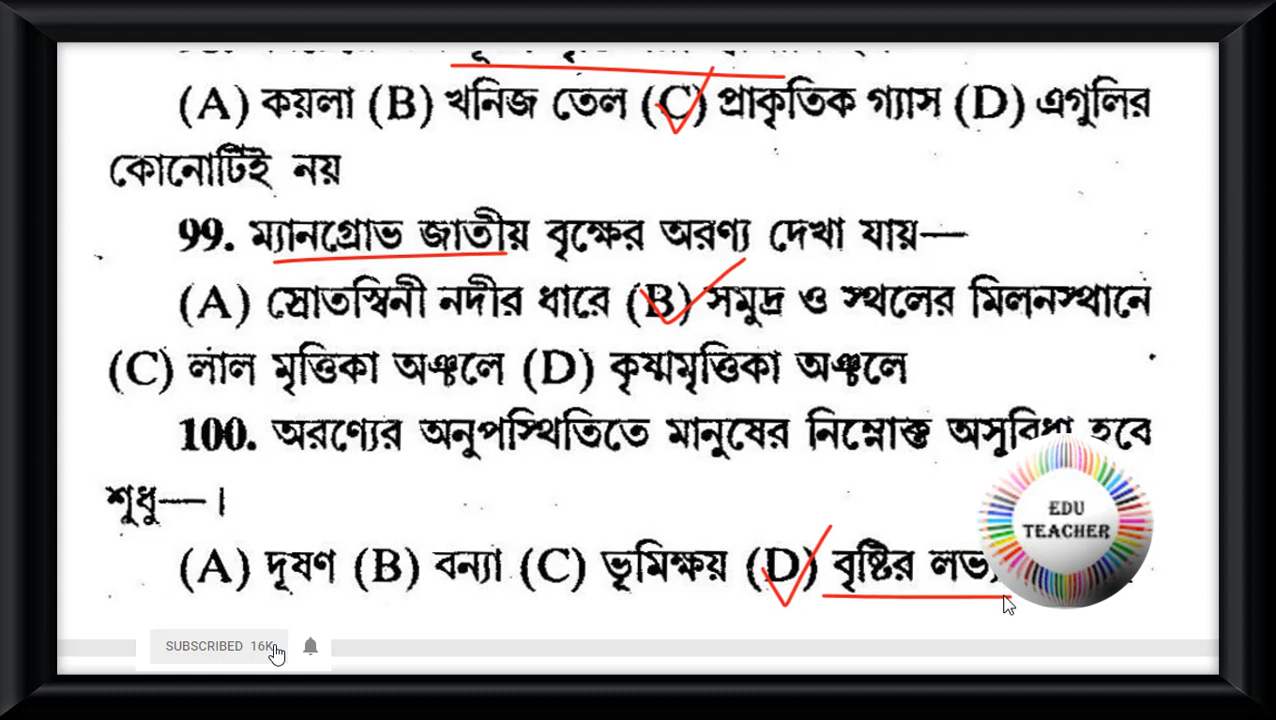 (A) কয়লা (B) খনিজ তেল (C) প্রাকৃতিক গ্যাস (D) এগুলির
কোনোটিই নয়
99. ম্যানগ্রোভ জাতীয় বৃক্ষের অরণ্য দেখা যায়—
(A) স্রোতস্বিনী নদীর ধারে (B) সমুদ্র ও স্থলের মিলনস্থানে
(C) লাল মৃত্তিকা অঞ্চলে (D) কৃষ্ণমৃত্তিকা অঞ্চলে
100. অরণ্যের অনুপস্থিতিতে মানুষের নিম্নোক্ত অসুবিধা হবে
শুধু—।
(A) দূষণ (B) বন্যা (C) ভূমিক্ষয় (D) বৃষ্টির
EDU
TEACHER
SUBSCRIBED 16K